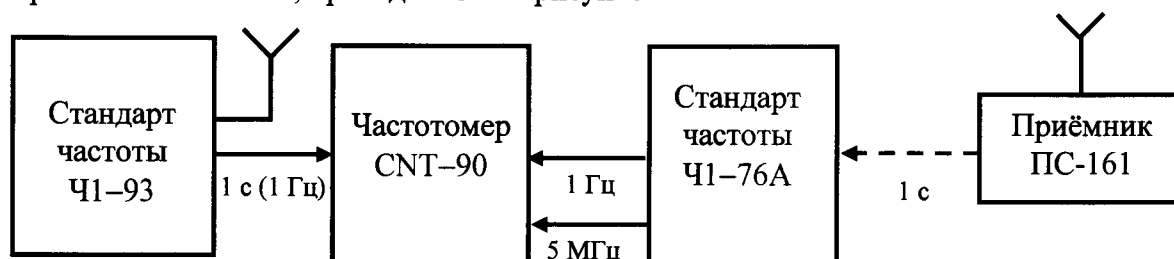 Стандарт
частоты
Ч1–93
1 с (1 Гц)
Частотомер
CNT–90
1 Гц
5 МГц
Стандарт
частоты
Ч1–76А
1 с
Приёмник
ПС-161